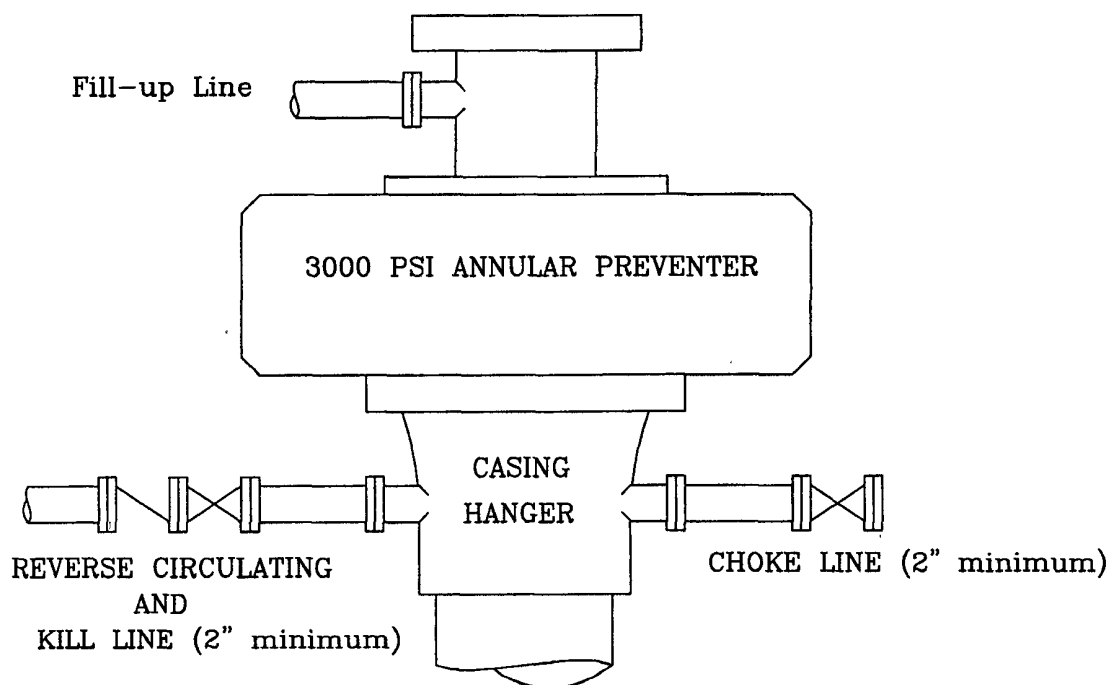 Fill-up Line
3000 PSI ANNULAR PREVENTER
CASING
HANGER
REVERSE CIRCULATING
AND
KILL LINE (2" minimum)
CHOKE LINE (2" minimum)